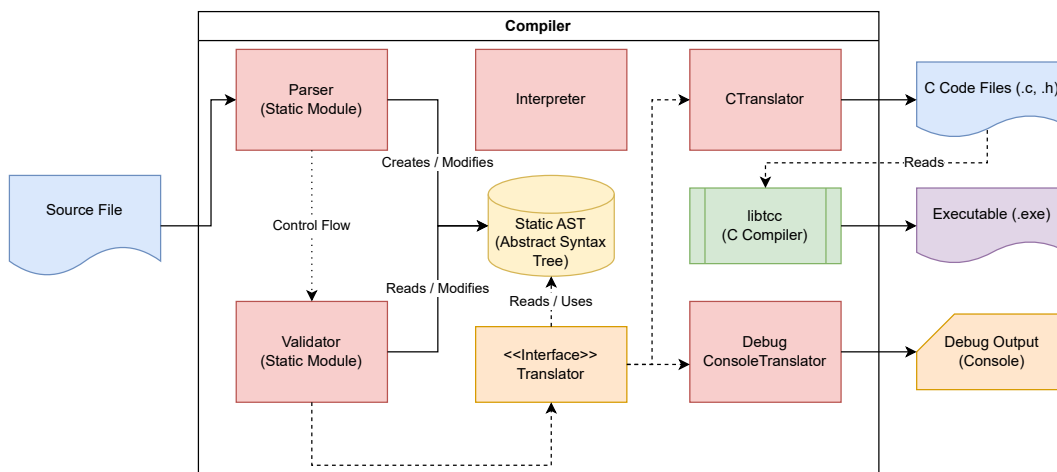 Compiler
Parser
(Static Module)
Interpreter
CTranslator
C Code Files (.c, .h)
Creates / Modifies
Reads
Source File
Control Flow
Static AST
(Abstract Syntax
Tree)
libtcc
(C Compiler)
Executable (.exe)
Reads / Modifies
Reads / Uses
Validator
(Static Module)
<<Interface>>
Translator
Debug
ConsoleTranslator
Debug Output
(Console)